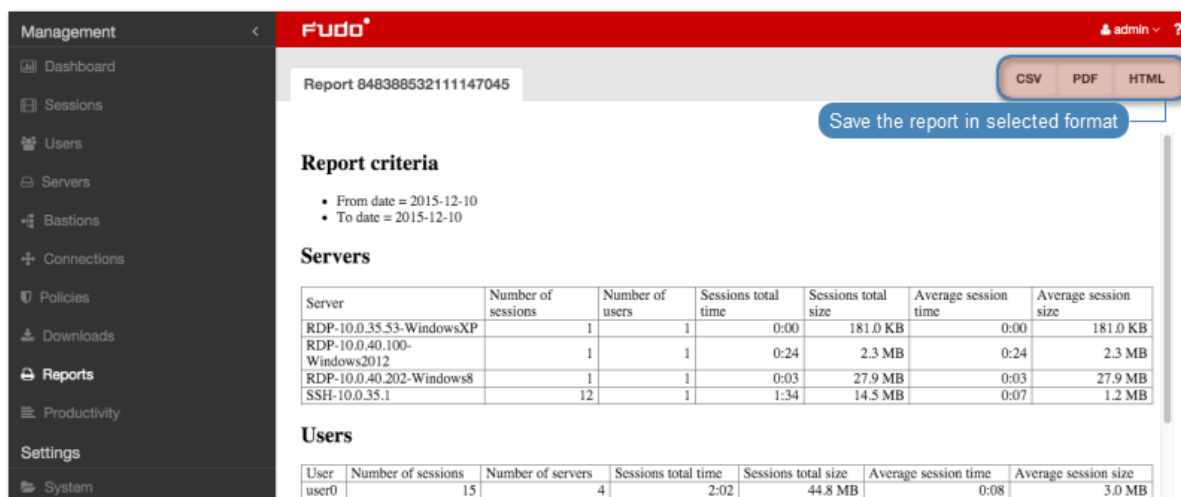 Management
FUDO
admin ?
Dashboard
Report 848388532111147045
CSV PDF HTML
Save the report in selected format
Sessions
Users
Servers
Bastions
Connections
Policies
Downloads
Reports
Productivity
Settings
System
Report criteria
From date = 2015-12-10
To date = 2015-12-10
Servers
Server Number of sessions Number of users Sessions total time Sessions total size Average session time Average session size
RDP-10.0.35.53-WindowsXP 1 1 0:00 181.0 KB 0:00 181.0 KB
RDP-10.0.40.100-Windows2012 1 1 0:24 2.3 MB 0:24 2.3 MB
RDP-10.0.40.202-Windows8 1 1 0:03 27.9 MB 0:03 27.9 MB
SSH-10.0.35.1 12 1 1:34 14.5 MB 0:07 1.2 MB
Users
User Number of sessions Number of servers Sessions total time Sessions total size Average session time Average session size
user0 15 4 2:02 44.8 MB 0:08 3.0 MB